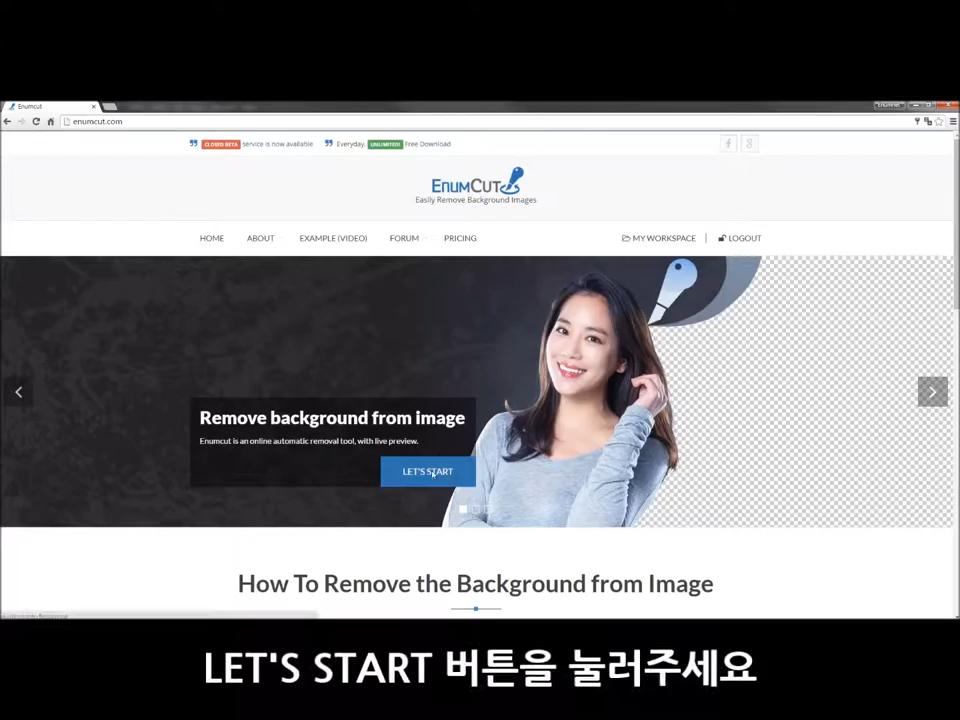 Enumcut
Enumnet
enumcut.com
CLOSED BETA service is now available
Everyday, UNLIMITED! Free Download
ENUMCUT
Easily Remove Background Images
HOME
ABOUT
EXAMPLE (VIDEO)
FORUM
PRICING
MY WORKSPACE
LOGOUT
Remove background from image
Enumcut is an online automatic removal tool, with live preview.
LET'S START
How To Remove the Background from Image
LET'S START 버튼을 눌러주세요